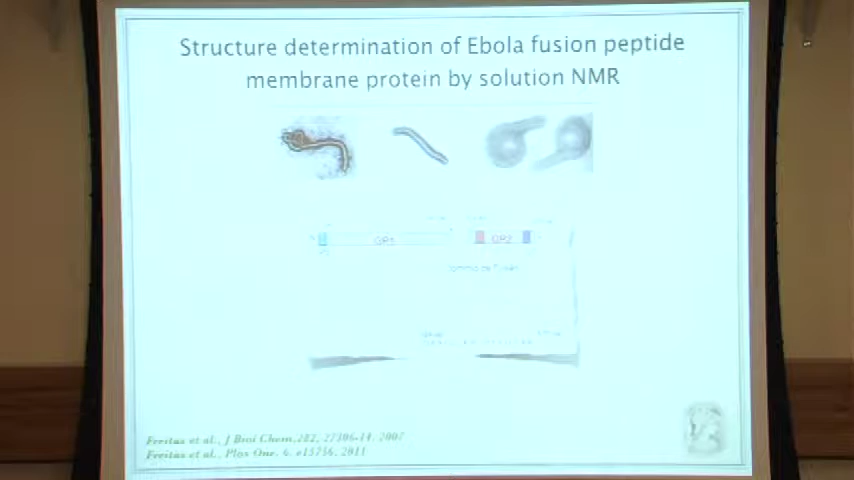 Structure determination of Ebola fusion peptide
membrane protein by solution NMR
GP1
GP2
Freitas et al., J Biol Chem, 282, 27306-14, 2007
Freitas et al., Plos One, 6, e15756, 2011